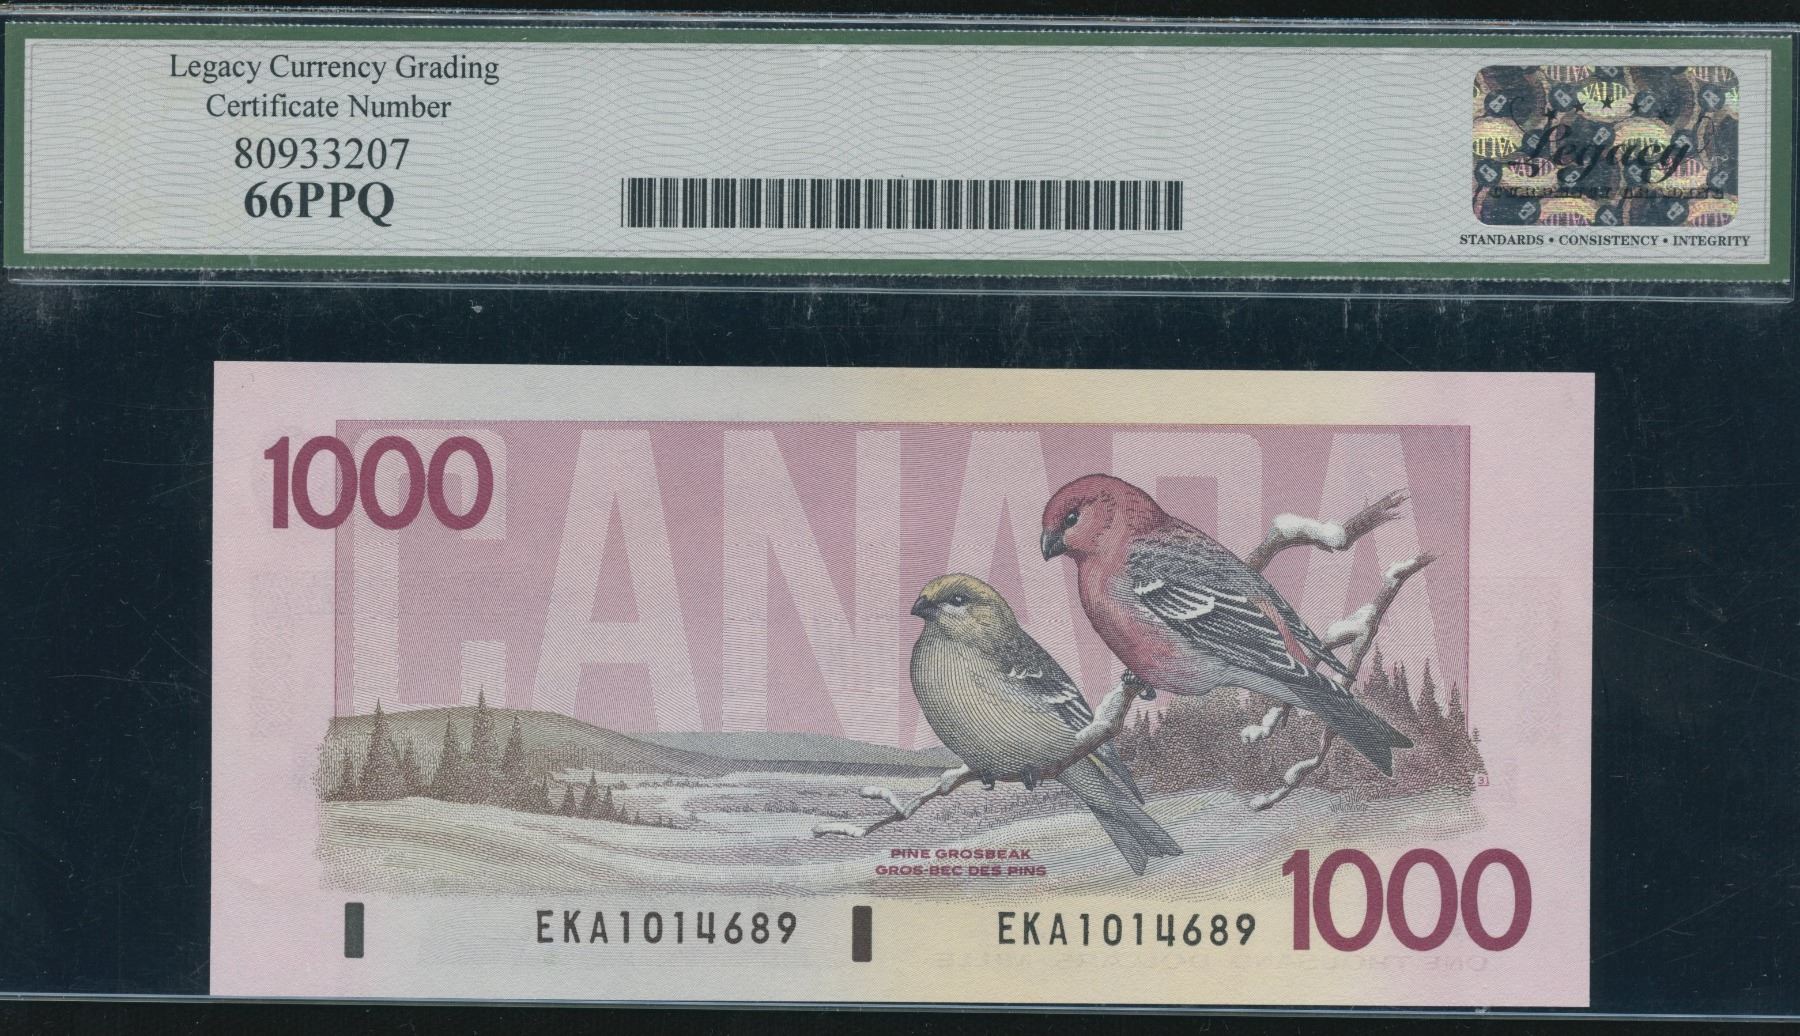 Legacy Currency Grading
Certificate Number
80933207
66PPQ
VALID
Legacy
STANDARDS • CONSISTENCY • INTEGRITY
1000
CANADA
PINE GROSBEAK
GROS-BEC DES PINS
1000
EKA1014689 EKA1014689